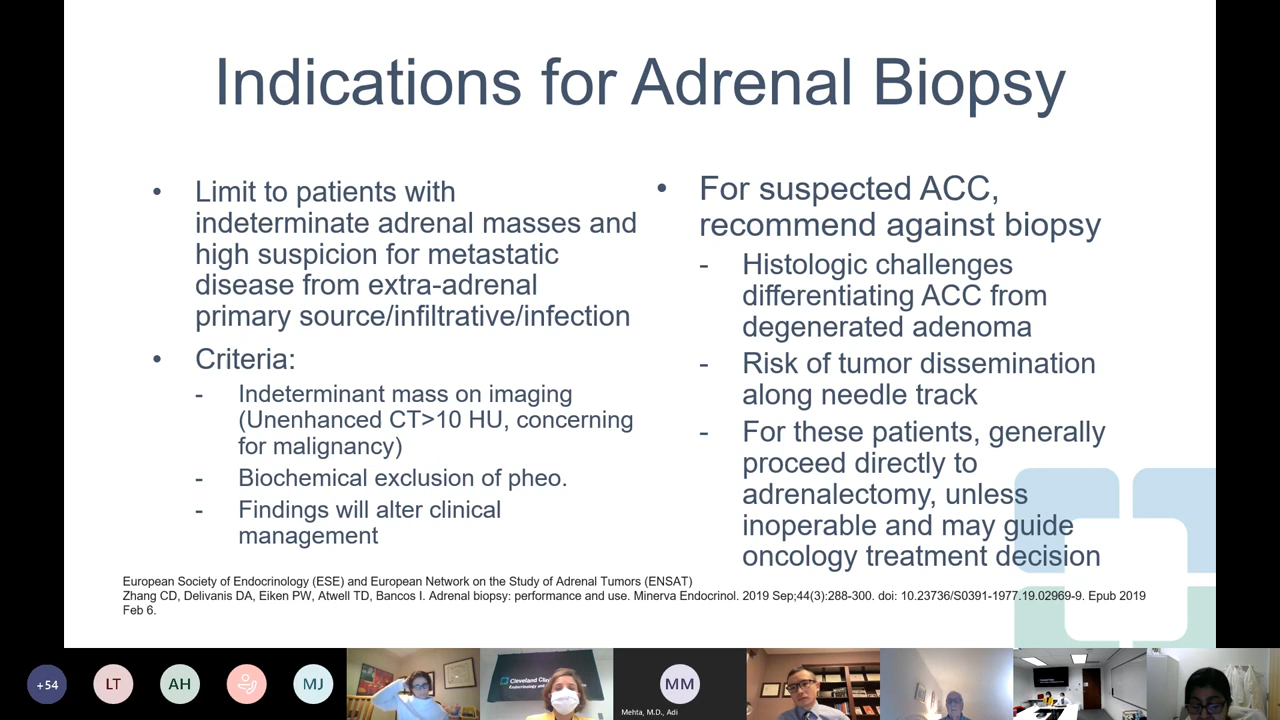 Indications for Adrenal Biopsy
• Limit to patients with
indeterminate adrenal masses and
high suspicion for metastatic
disease from extra-adrenal
primary source/infiltrative/infection
• Criteria:
- Indeterminant mass on imaging
(Unenhanced CT>10 HU, concerning
for malignancy)
- Biochemical exclusion of pheo.
- Findings will alter clinical
management
• For suspected ACC,
recommend against biopsy
- Histologic challenges
differentiating ACC from
degenerated adenoma
- Risk of tumor dissemination
along needle track
- For these patients, generally
proceed directly to
adrenalectomy, unless
inoperable and may guide
oncology treatment decision
European Society of Endocrinology (ESE) and European Network on the Study of Adrenal Tumors (ENSAT)
Zhang CD, Delivanis DA, Eiken PW, Atwell TD, Bancos I. Adrenal biopsy: performance and use. Minerva Endocrinol. 2019 Sep;44(3):288-300. doi: 10.23736/S0391-1977.19.02969-9. Epub 2019
Feb 6.
+54
LT
AH
MJ
Cleveland
MM
Mehta, M.D., Adi